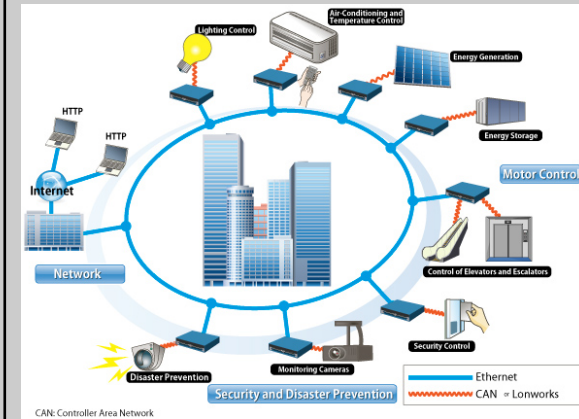 Air-Conditioning and
Temperature Control
Lighting Control
Energy Generation
HTTP
HTTP
Energy Storage
Internet
Motor Control
Network
Control of Elevators and Escalators
Security Control
Monitoring Cameras
Disaster Prevention
Security and Disaster Prevention
Ethernet
CAN or Lonworks
CAN: Controller Area Network